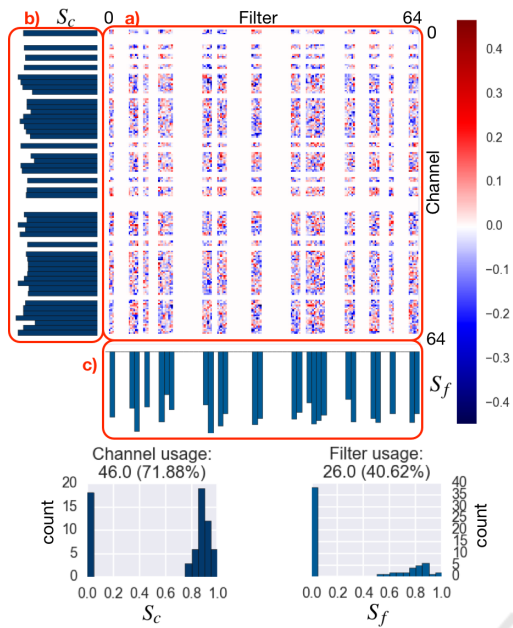 b) S_c 0 a) Filter 64
0
Channel
64
c)
S_f
0.4
0.3
0.2
0.1
0.0
−0.1
−0.2
−0.3
−0.4
Channel usage:
46.0 (71.88%)
20
15
10
5
0
count
0.0 0.2 0.4 0.6 0.8 1.0
S_c
Filter usage:
26.0 (40.62%)
40
35
30
25
20
15
10
5
0
count
0.0 0.2 0.4 0.6 0.8 1.0
S_f